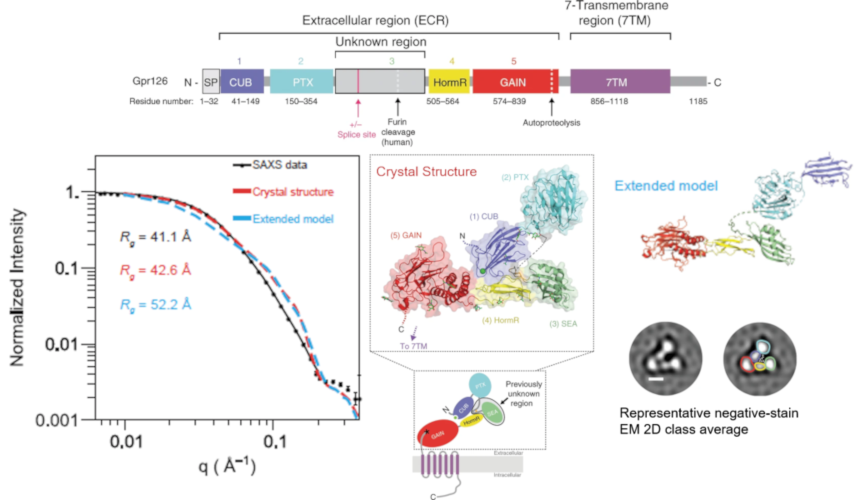 Extracellular region (ECR)
7-Transmembrane
region (7TM)
Unknown region
1 2 3 4 5
Gpr126 N - SP CUB PTX HormR GAIN 7TM - C
Residue number: 1–32 41–149 150–354 505–564 574–839 856–1118 1185
+/–
Splice site
Furin
cleavage
(human)
Autoproteolysis
Normalized Intensity
1.
0.1
0.01
0.001
0.01 0.1
q ( Å⁻¹)
SAXS data
Crystal structure
Extended model
Rg = 41.1 Å
Rg = 42.6 Å
Rg = 52.2 Å
Crystal Structure
(2) PTX
(1) CUB
N
(5) GAIN
(4) HormR
(3) SEA
C
To 7TM
PTX
Previously
unknown
region
N
CUB
SEA
HormR
GAIN
Extracellular
Intracellular
C
Extended model
Representative negative-stain
EM 2D class average